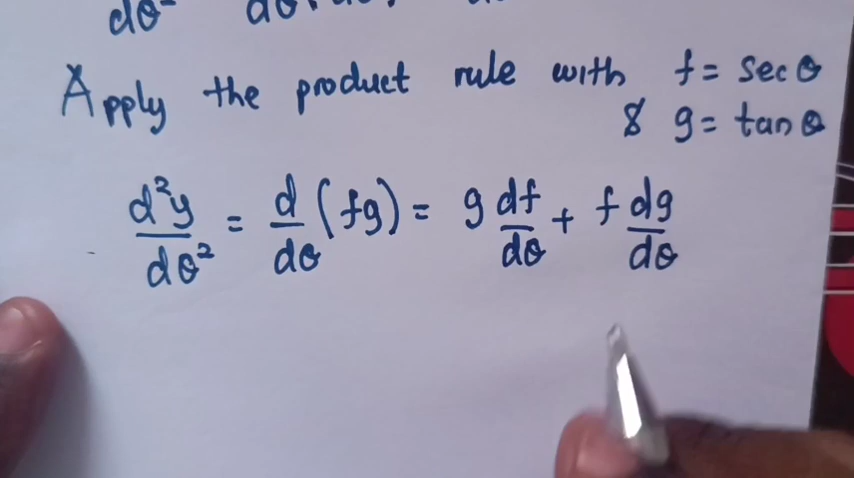 Apply the product rule with f = sec θ
& g = tan θ
d²y/dθ² = d/dθ (fg) = g df/dθ + f dg/dθ